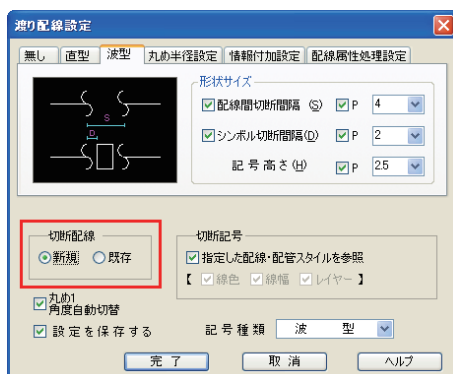 渡り配線設定
無し 直型 波型 丸め半径設定 情報付加設定 配線属性処理設定
形状サイズ
配線間切断間隔 (S) P 4
シンボル切断間隔(D) P 2
記号高さ(H) P 2.5
S
D
切断配線
新規 既存
切断記号
指定した配線・配管スタイルを参照
【 線色 線幅 レイヤー 】
丸め1
角度自動切替
設定を保存する
記号種類 波 型
完了 取消 ヘルプ